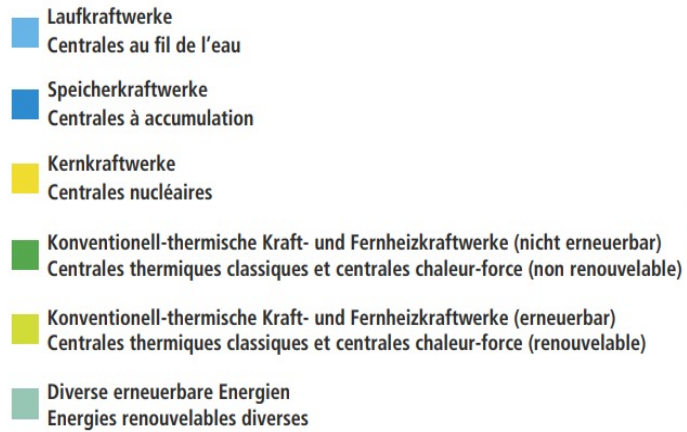 Laufkraftwerke
Centrales au fil de l’eau
Speicherkraftwerke
Centrales à accumulation
Kernkraftwerke
Centrales nucléaires
Konventionell-thermische Kraft- und Fernheizkraftwerke (nicht erneuerbar)
Centrales thermiques classiques et centrales chaleur-force (non renouvelable)
Konventionell-thermische Kraft- und Fernheizkraftwerke (erneuerbar)
Centrales thermiques classiques et centrales chaleur-force (renouvelable)
Diverse erneuerbare Energien
Energies renouvelables diverses